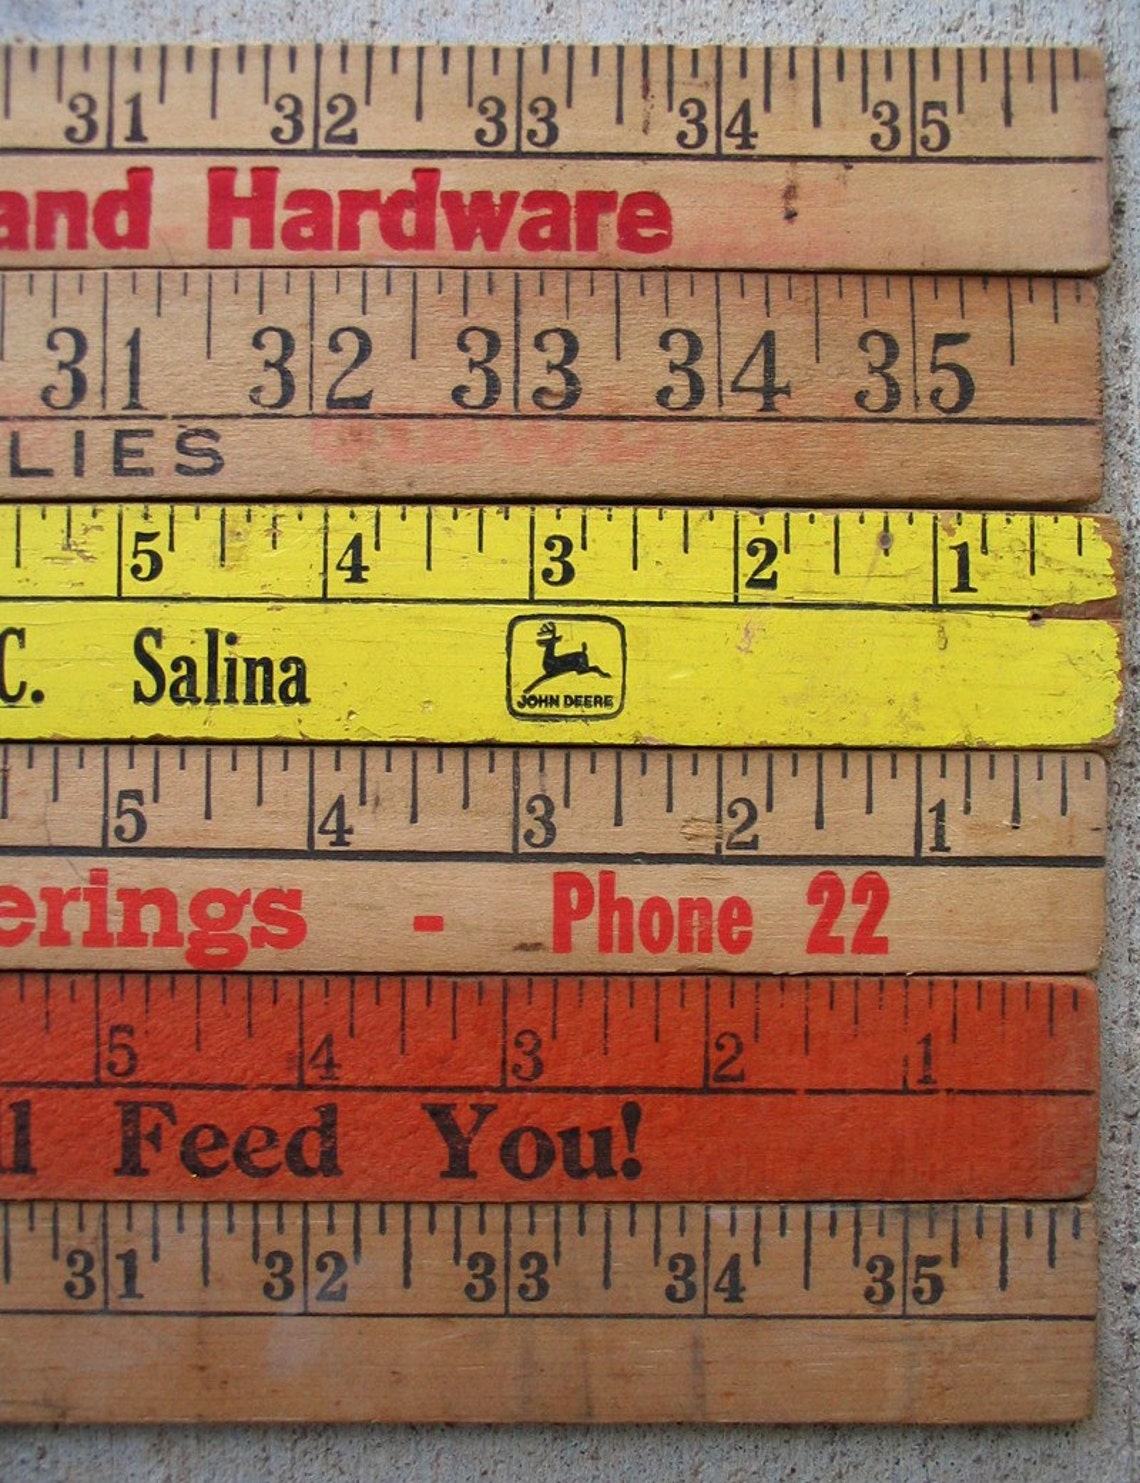 31 32 33 34 35
and Hardware
31 32 33 34 35
LIES
5 4 3 2 1
C. Salina JOHN DEERE
5 4 3 2 1
erings - Phone 22
5 4 3 2 1
Feed You!
31 32 33 34 35